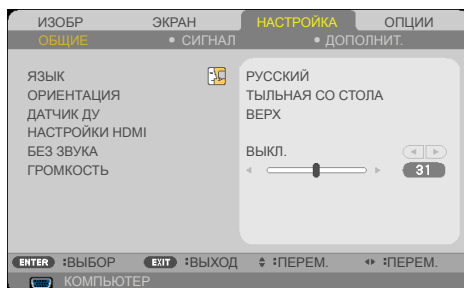 ИЗОБР ЭКРАН НАСТРОЙКА ОПЦИИ
ОБЩИЕ • СИГНАЛ • ДОПОЛНИТ.
ЯЗЫК РУССКИЙ
ОРИЕНТАЦИЯ ТЫЛЬНАЯ СО СТОЛА
ДАТЧИК ДУ ВЕРХ
НАСТРОЙКИ HDMI
БЕЗ ЗВУКА ВЫКЛ.
ГРОМКОСТЬ 31
ENTER :ВЫБОР EXIT :ВЫХОД :ПЕРЕМ. :ПЕРЕМ.
КОМПЬЮТЕР